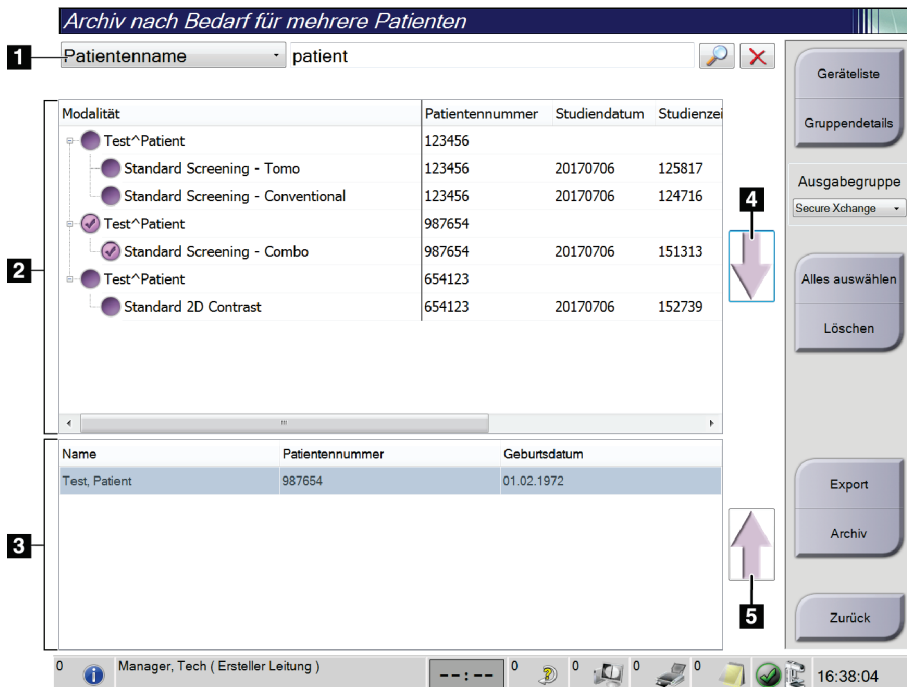 Archiv nach Bedarf für mehrere Patienten
1
Patientenname
patient
Geräteliste
Gruppendetails
Ausgabegruppe
Secure Xchange
Alles auswählen
Löschen
Export
Archiv
Zurück
2
Modalität Patientennummer Studiendatum Studienzei
Test^Patient 123456
Standard Screening - Tomo 123456 20170706 125817
Standard Screening - Conventional 123456 20170706 124716
Test^Patient 987654
Standard Screening - Combo 987654 20170706 151313
Test^Patient 654123
Standard 2D Contrast 654123 20170706 152739
4
3
Name Patientennummer Geburtsdatum
Test, Patient 987654 01.02.1972
5
0 Manager, Tech ( Ersteller Leitung ) --:-- 0 0 0 0 16:38:04